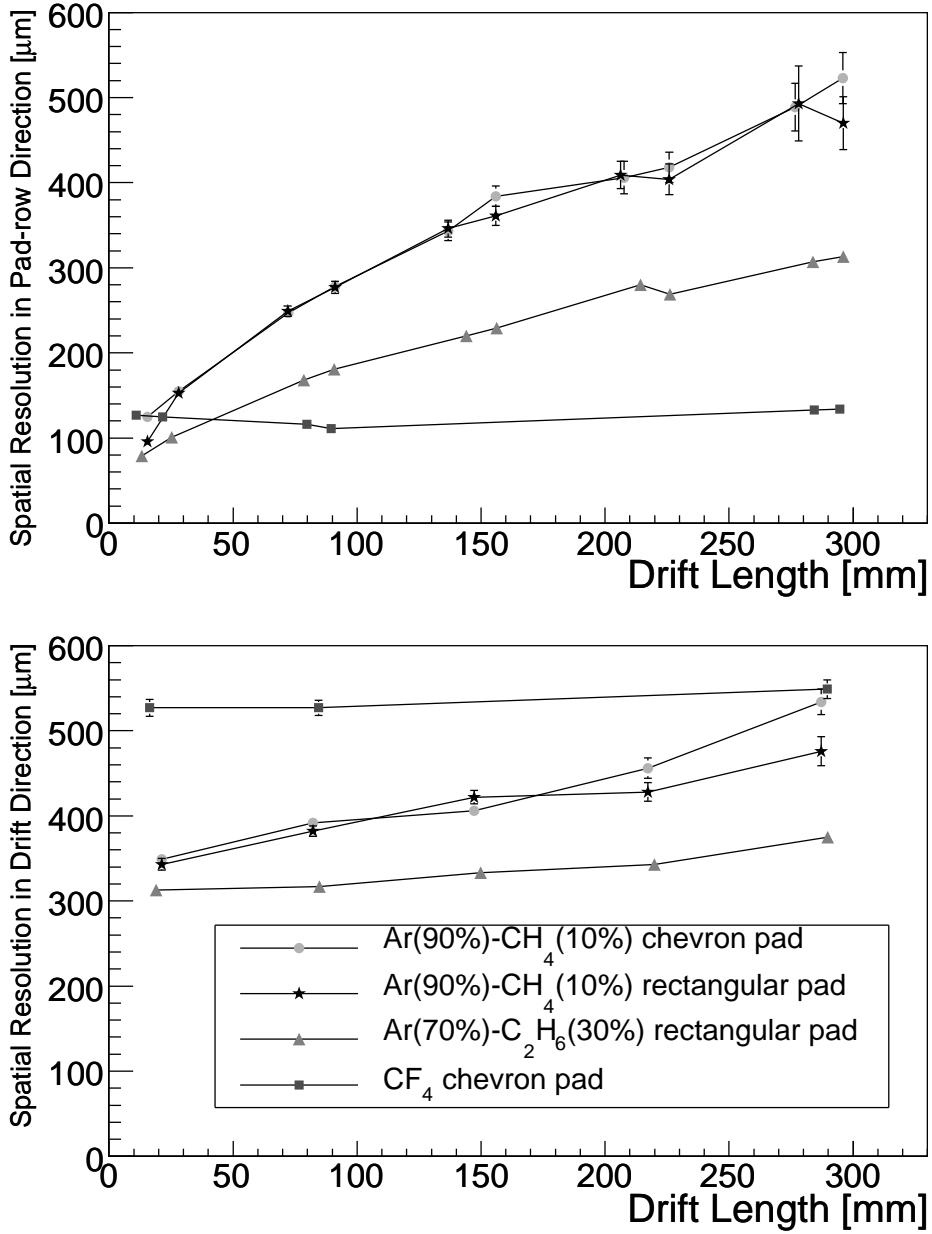 Spatial Resolution in Pad-row Direction [μm]
600
500
400
300
200
100
0
0 50 100 150 200 250 300
Drift Length [mm]
Spatial Resolution in Drift Direction [μm]
600
500
400
300
200
100
0
Ar(90%)-CH4(10%) chevron pad
Ar(90%)-CH4(10%) rectangular pad
Ar(70%)-C2H6(30%) rectangular pad
CF4 chevron pad
0 50 100 150 200 250 300
Drift Length [mm]